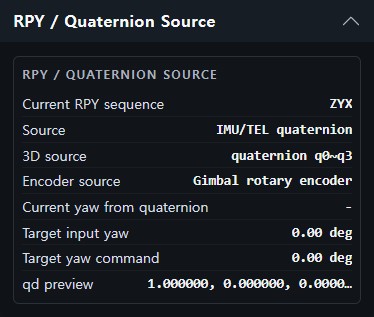 RPY / Quaternion Source
RPY / QUATERNION SOURCE
Current RPY sequence ZYX
Source IMU/TEL quaternion
3D source quaternion q0~q3
Encoder source Gimbal rotary encoder
Current yaw from quaternion -
Target input yaw 0.00 deg
Target yaw command 0.00 deg
qd preview 1.000000, 0.000000, 0.0000…